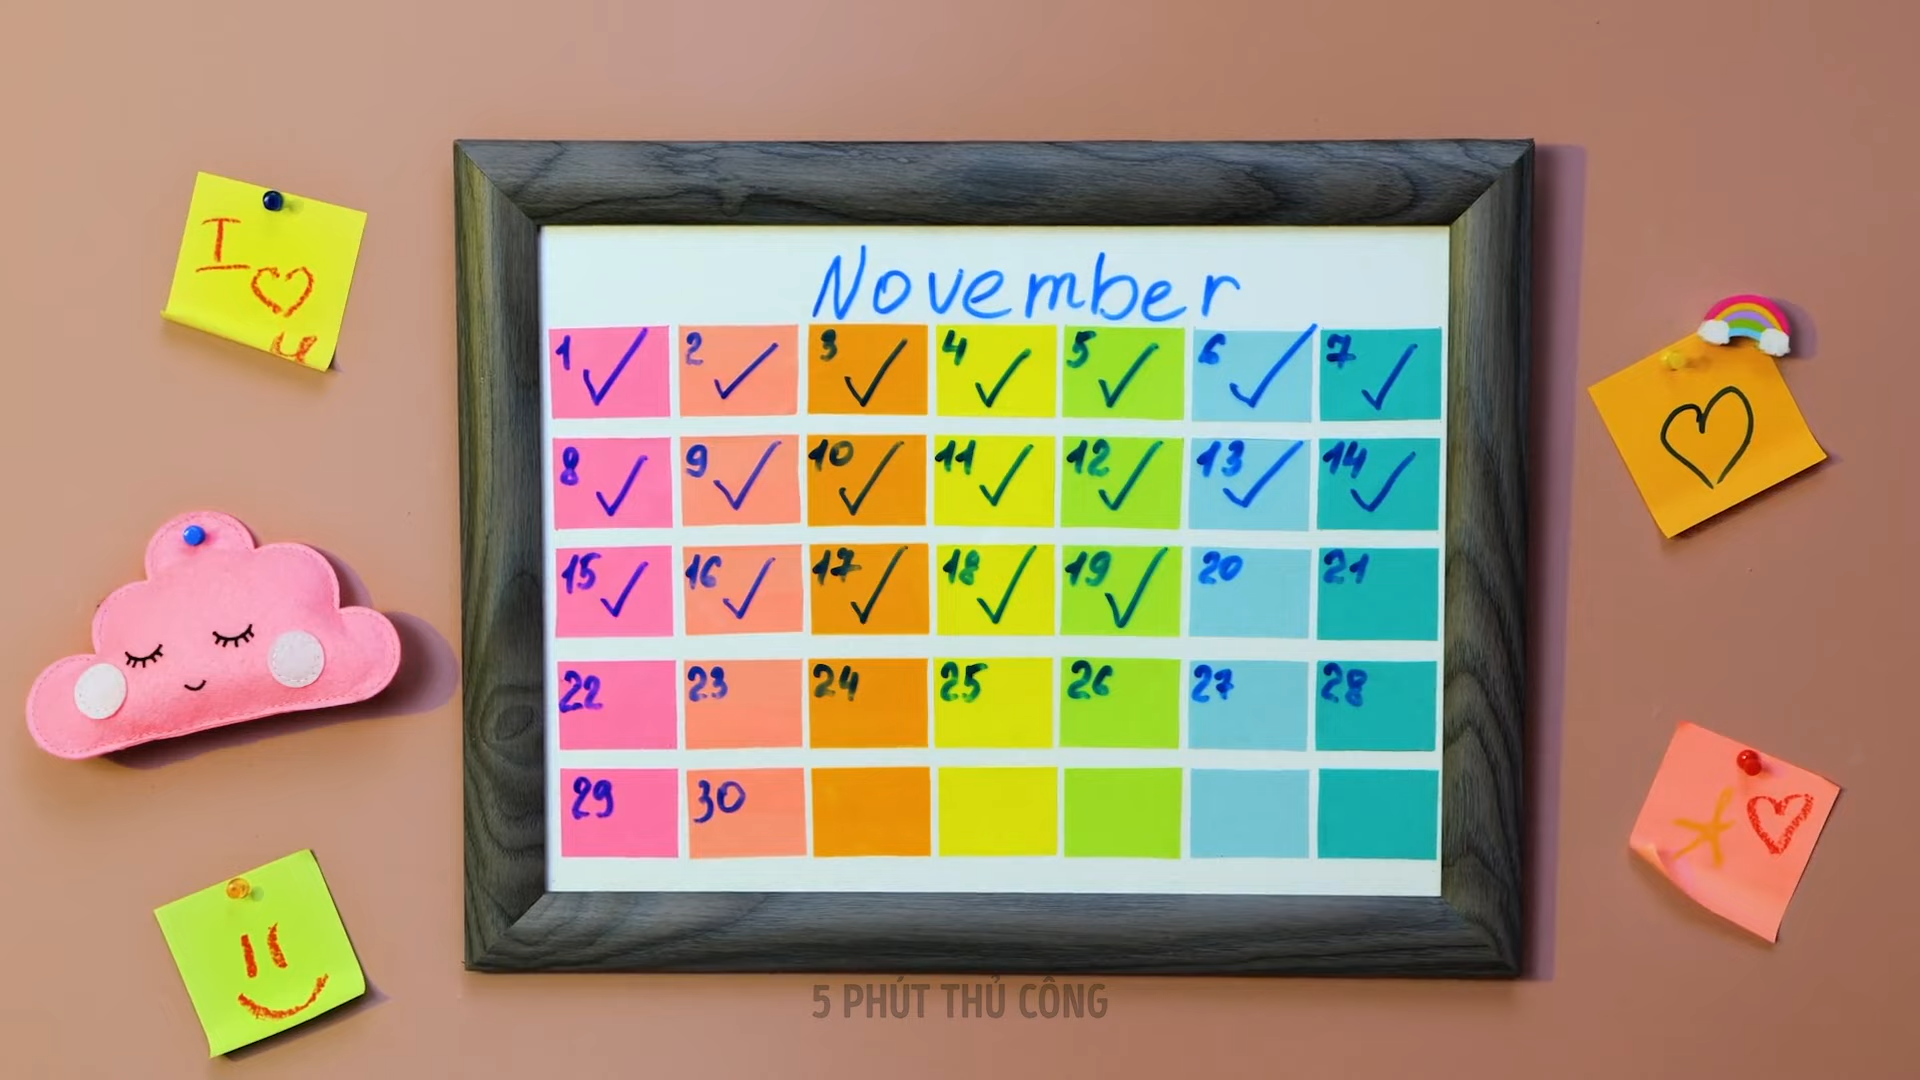 I
u
November
1 2 3 4 5 6 7
8 9 10 11 12 13 14
15 16 17 18 19 20 21
22 23 24 25 26 27 28
29 30
5 PHÚT THỦ CÔNG